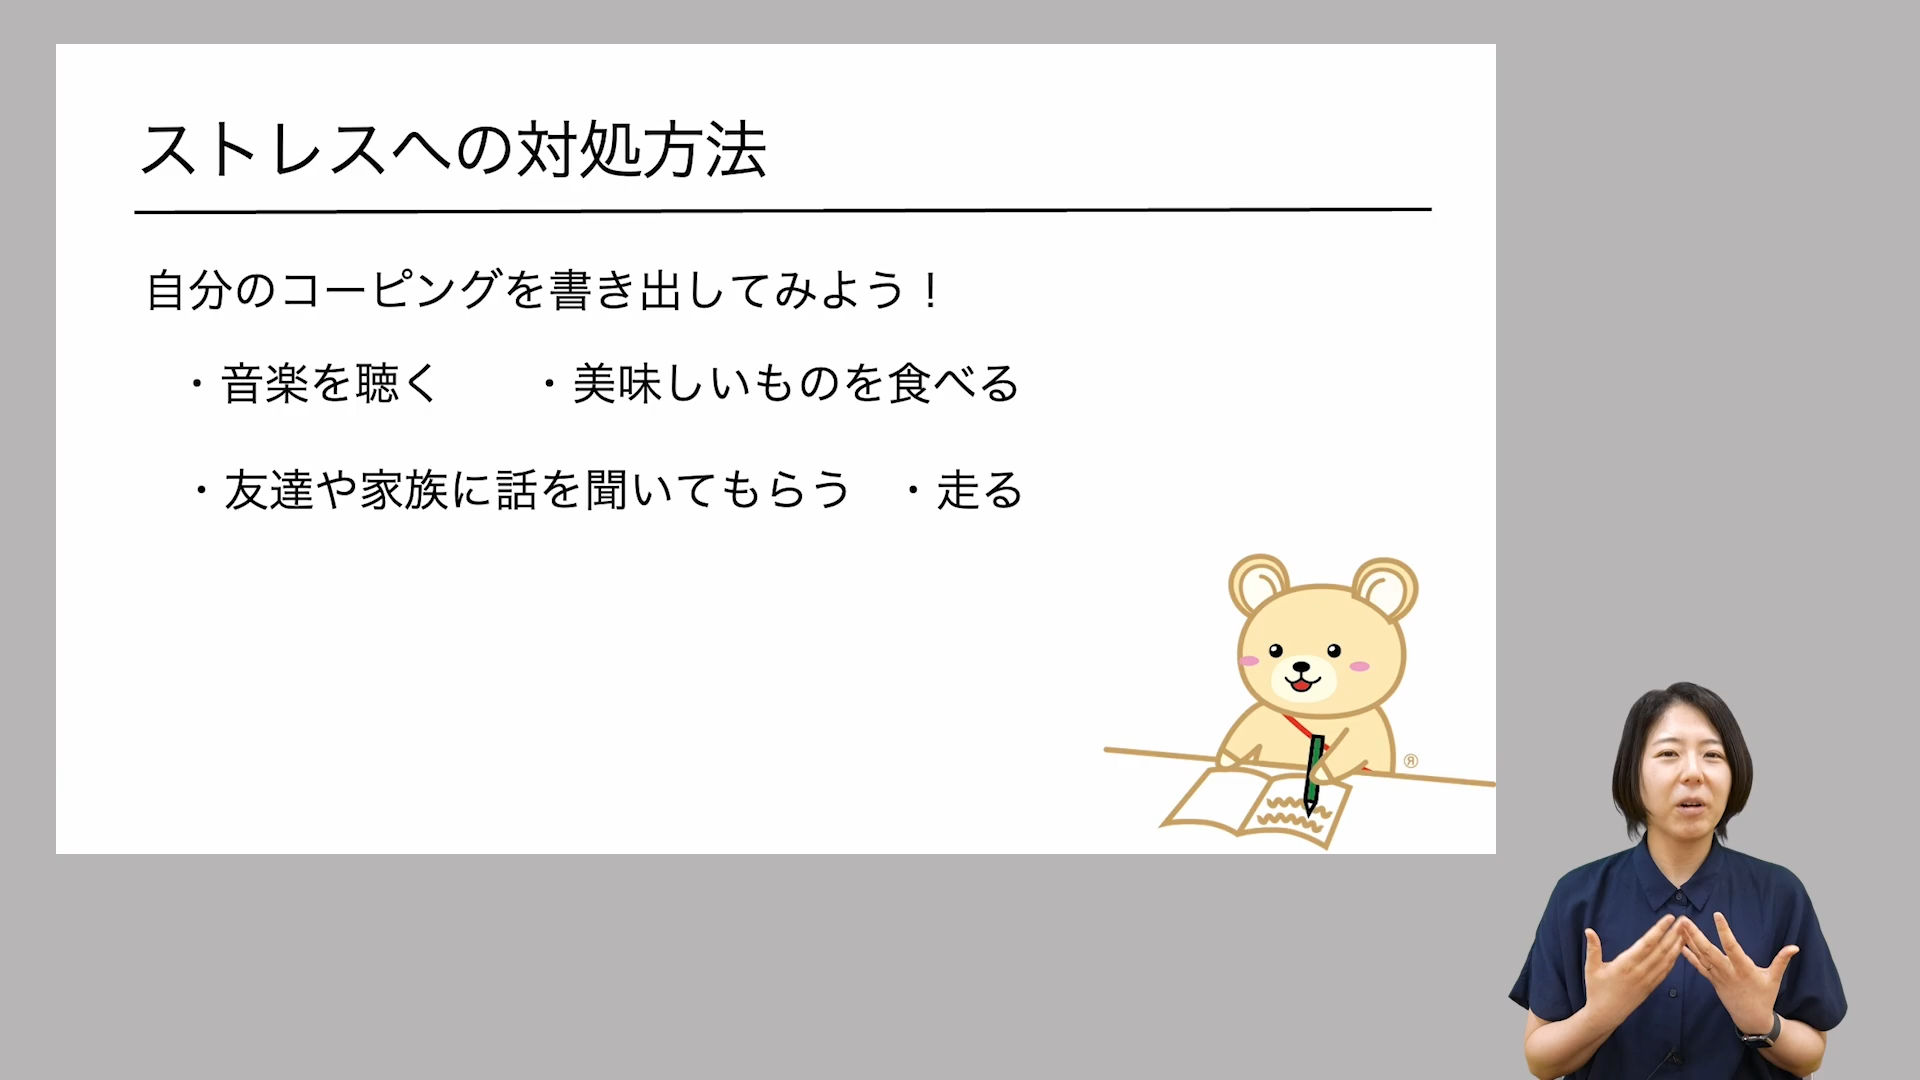 ストレスへの対処方法
自分のコーピングを書き出してみよう！
・音楽を聴く　・美味しいものを食べる
・友達や家族に話を聞いてもらう　・走る
®